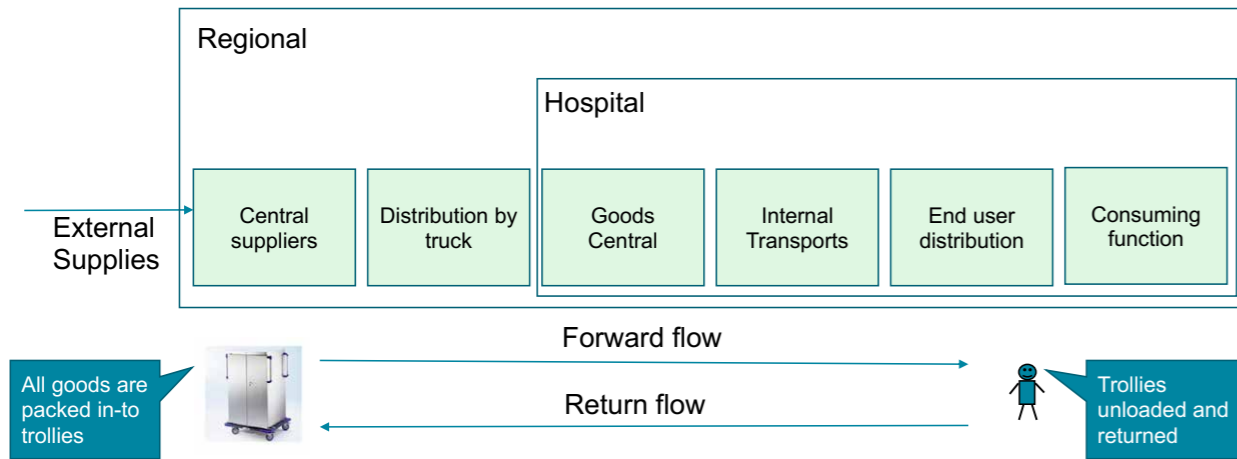 Regional
Hospital
Central
suppliers
Distribution by
truck
Goods
Central
Internal
Transports
End user
distribution
Consuming
function
External
Supplies
Forward flow
All goods are
packed in-to
trollies
Return flow
Trollies
unloaded and
returned